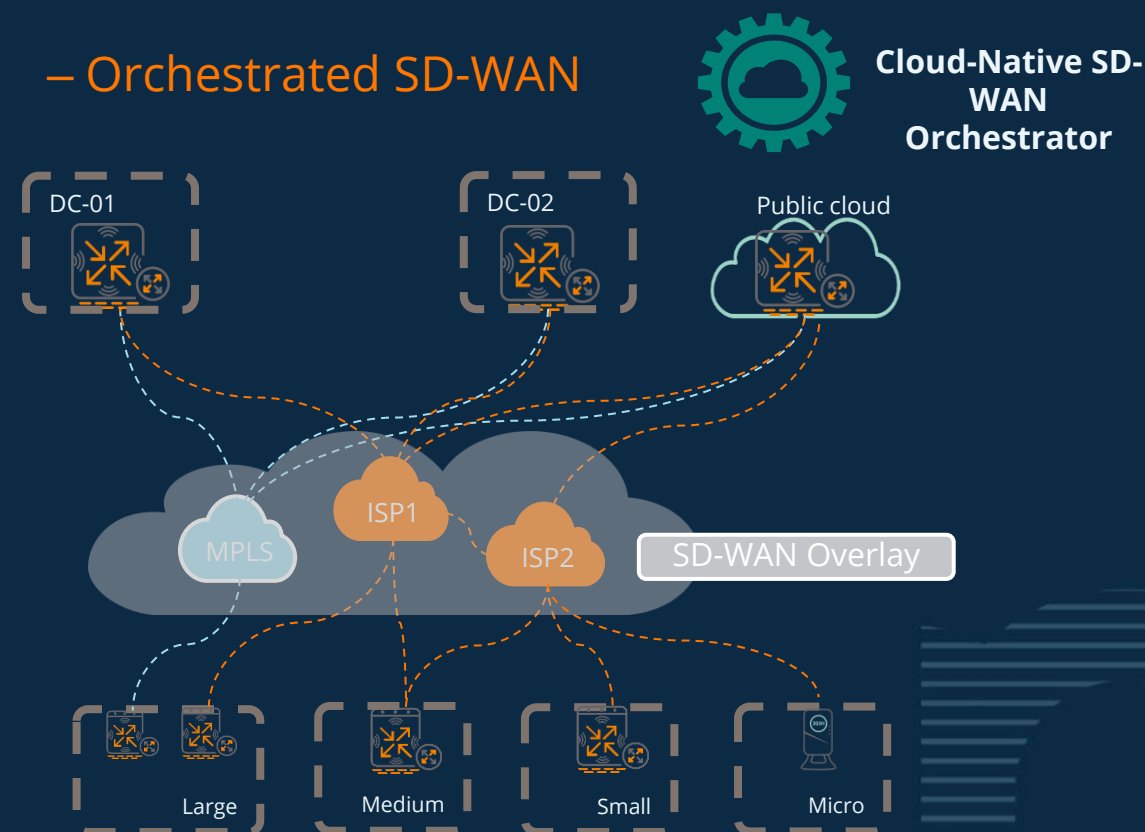 – Orchestrated SD-WAN
Cloud-Native SD-
WAN
Orchestrator
DC-01
DC-02
Public cloud
ISP1
MPLS
ISP2
SD-WAN Overlay
Large
Medium
Small
Micro